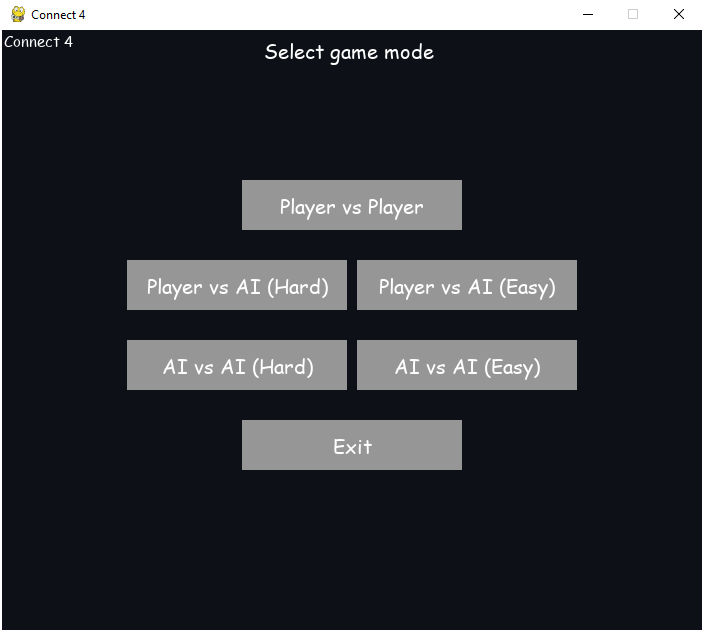 Connect 4
Connect 4
Select game mode
Player vs Player
Player vs AI (Hard)
Player vs AI (Easy)
AI vs AI (Hard)
AI vs AI (Easy)
Exit